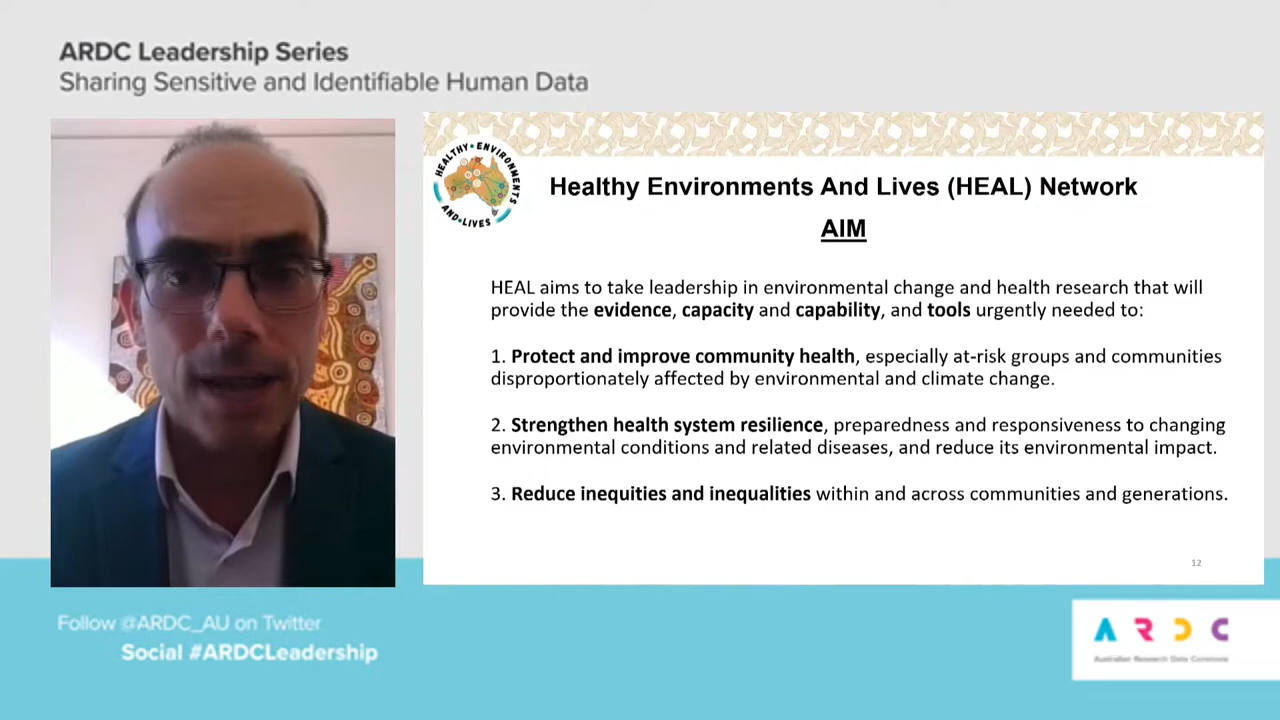 ARDC Leadership Series
Sharing Sensitive and Identifiable Human Data
HEALTHY • ENVIRONMENTS
AND • LIVES
Healthy Environments And Lives (HEAL) Network
AIM
HEAL aims to take leadership in environmental change and health research that will
provide the evidence, capacity and capability, and tools urgently needed to:
1. Protect and improve community health, especially at-risk groups and communities
disproportionately affected by environmental and climate change.
2. Strengthen health system resilience, preparedness and responsiveness to changing
environmental conditions and related diseases, and reduce its environmental impact.
3. Reduce inequities and inequalities within and across communities and generations.
12
Follow @ARDC_AU on Twitter
Social #ARDCLeadership
ARDC
Australian Research Data Commons